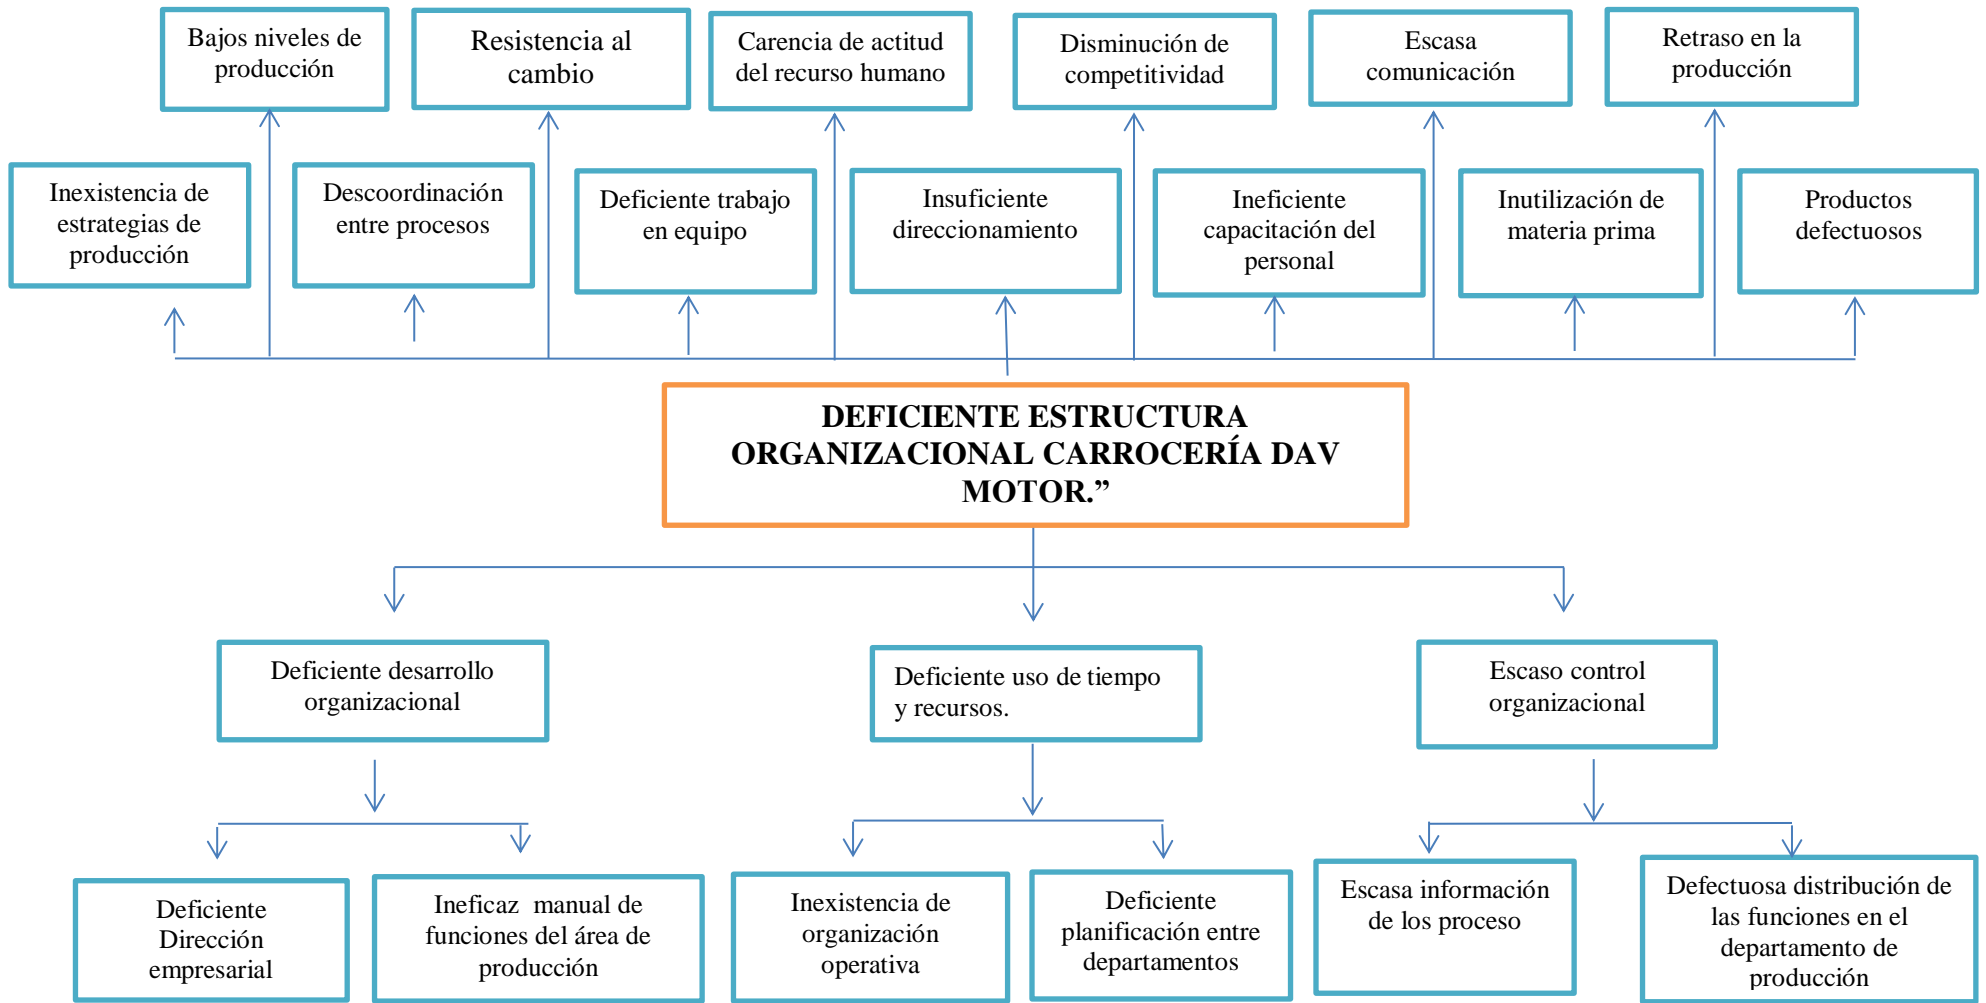 Bajos niveles de
producción
Resistencia al
cambio
Carencia de actitud
del recurso humano
Disminución de
competitividad
Escasa
comunicación
Retraso en la
producción
Inexistencia de
estrategias de
producción
Descoordinación
entre procesos
Deficiente trabajo
en equipo
Insuficiente
direccionamiento
Ineficiente
capacitación del
personal
Inutilización de
materia prima
Productos
defectuosos
DEFICIENTE ESTRUCTURA
ORGANIZACIONAL CARROCERÍA DAV
MOTOR.”
Deficiente desarrollo
organizacional
Deficiente uso de tiempo
y recursos.
Escaso control
organizacional
Deficiente
Dirección
empresarial
Ineficaz  manual de
funciones del área de
producción
Inexistencia de
organización
operativa
Deficiente
planificación entre
departamentos
Escasa información
de los proceso
Defectuosa distribución de
las funciones en el
departamento de
producción